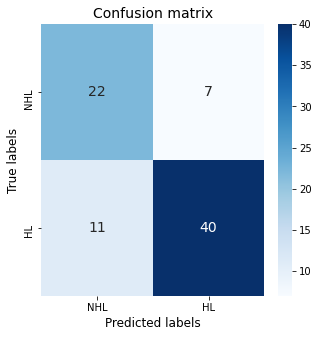 Confusion matrix
True labels
NHL
22
7
HL
11
40
NHL
HL
Predicted labels
40
35
30
25
20
15
10